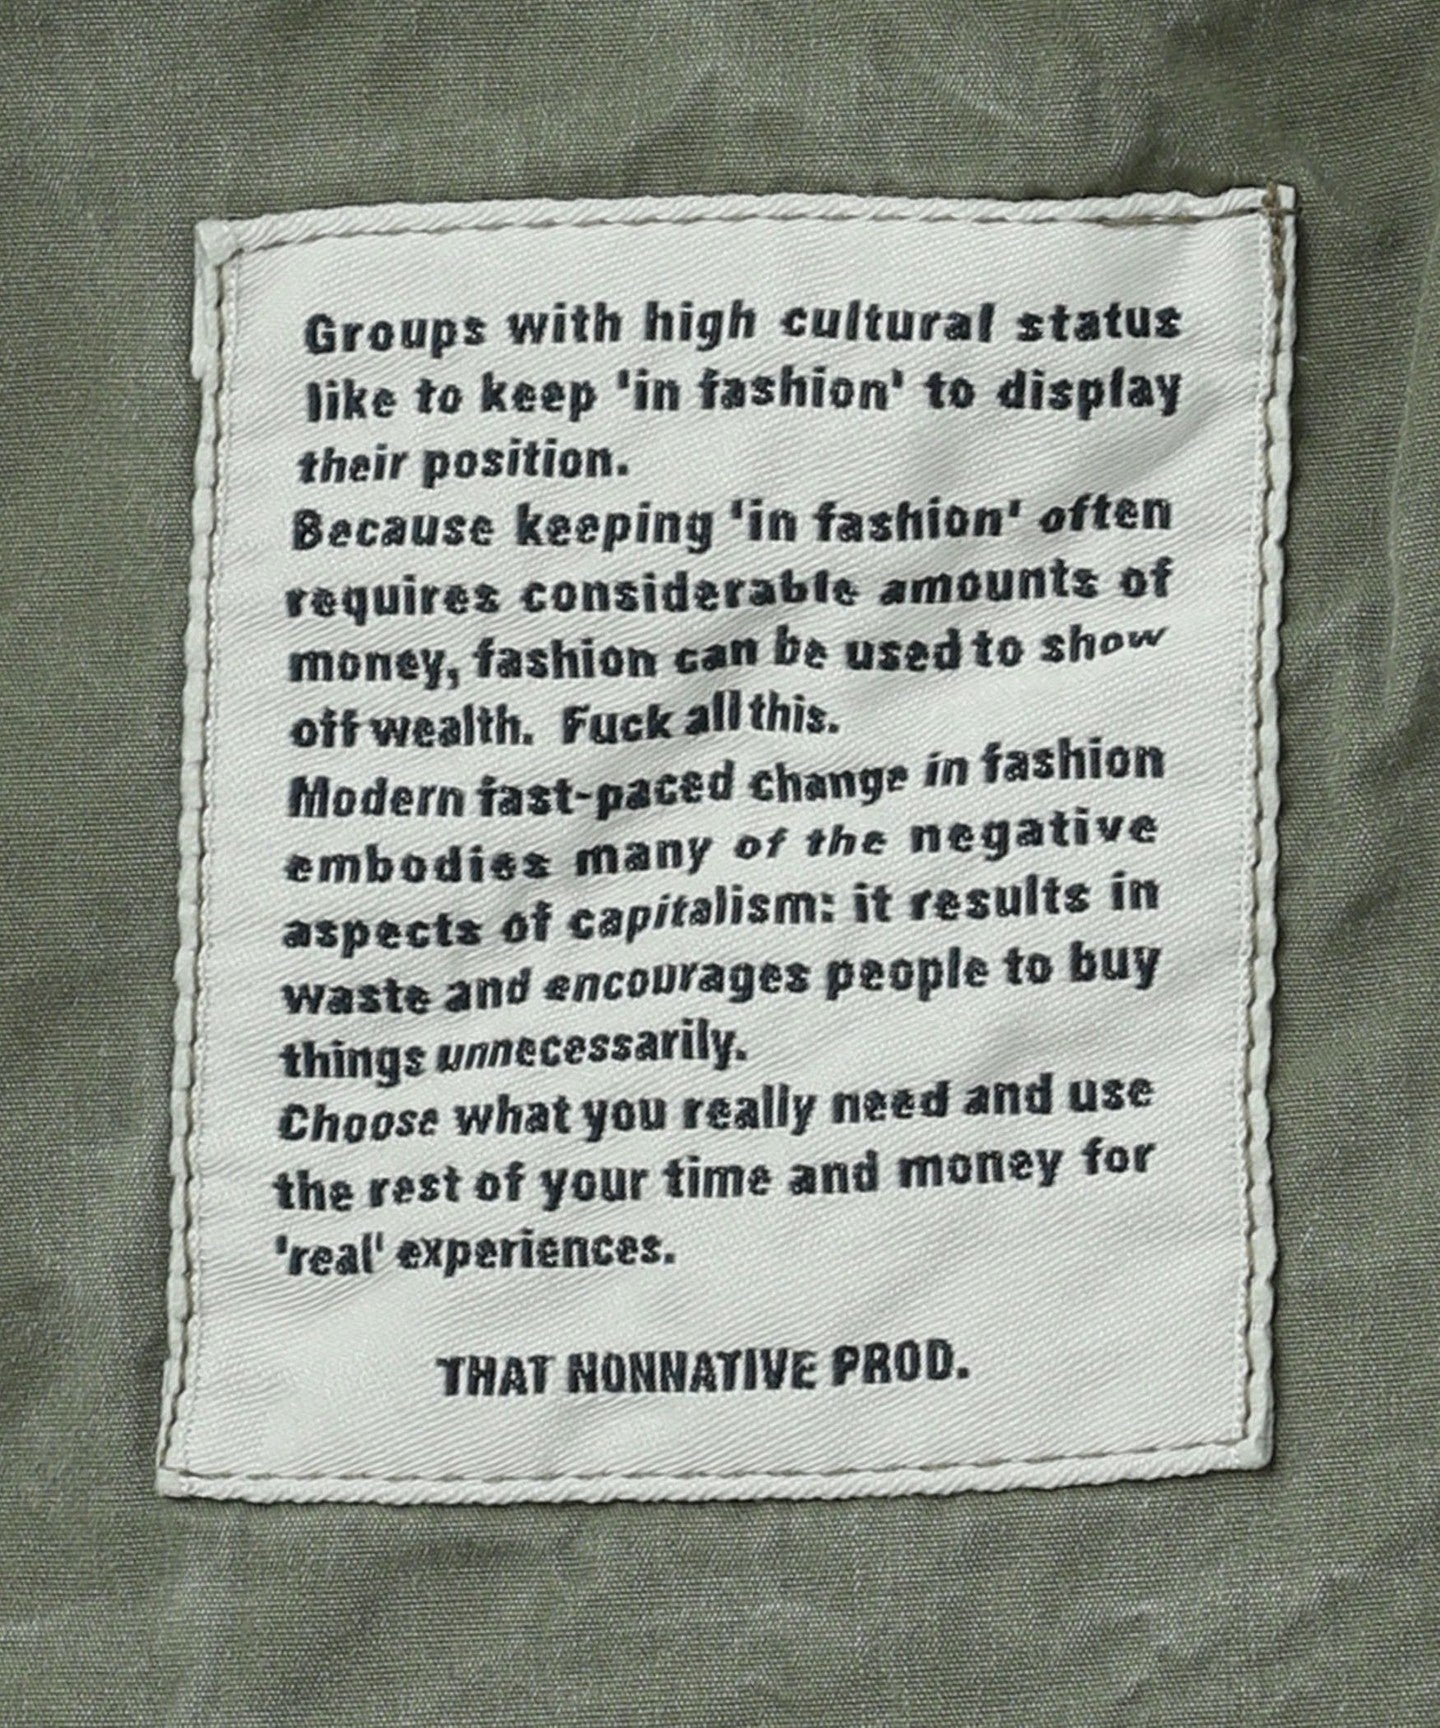 Groups with high cultural status
like to keep 'in fashion' to display
their position.
Because keeping 'in fashion' often
requires considerable amounts of
money, fashion can be used to show
off wealth. Fuck all this.
Modern fast-paced change in fashion
embodies many of the negative
aspects of capitalism: it results in
waste and encourages people to buy
things unnecessarily.
Choose what you really need and use
the rest of your time and money for
'real' experiences.
THAT NONNATIVE PROD.